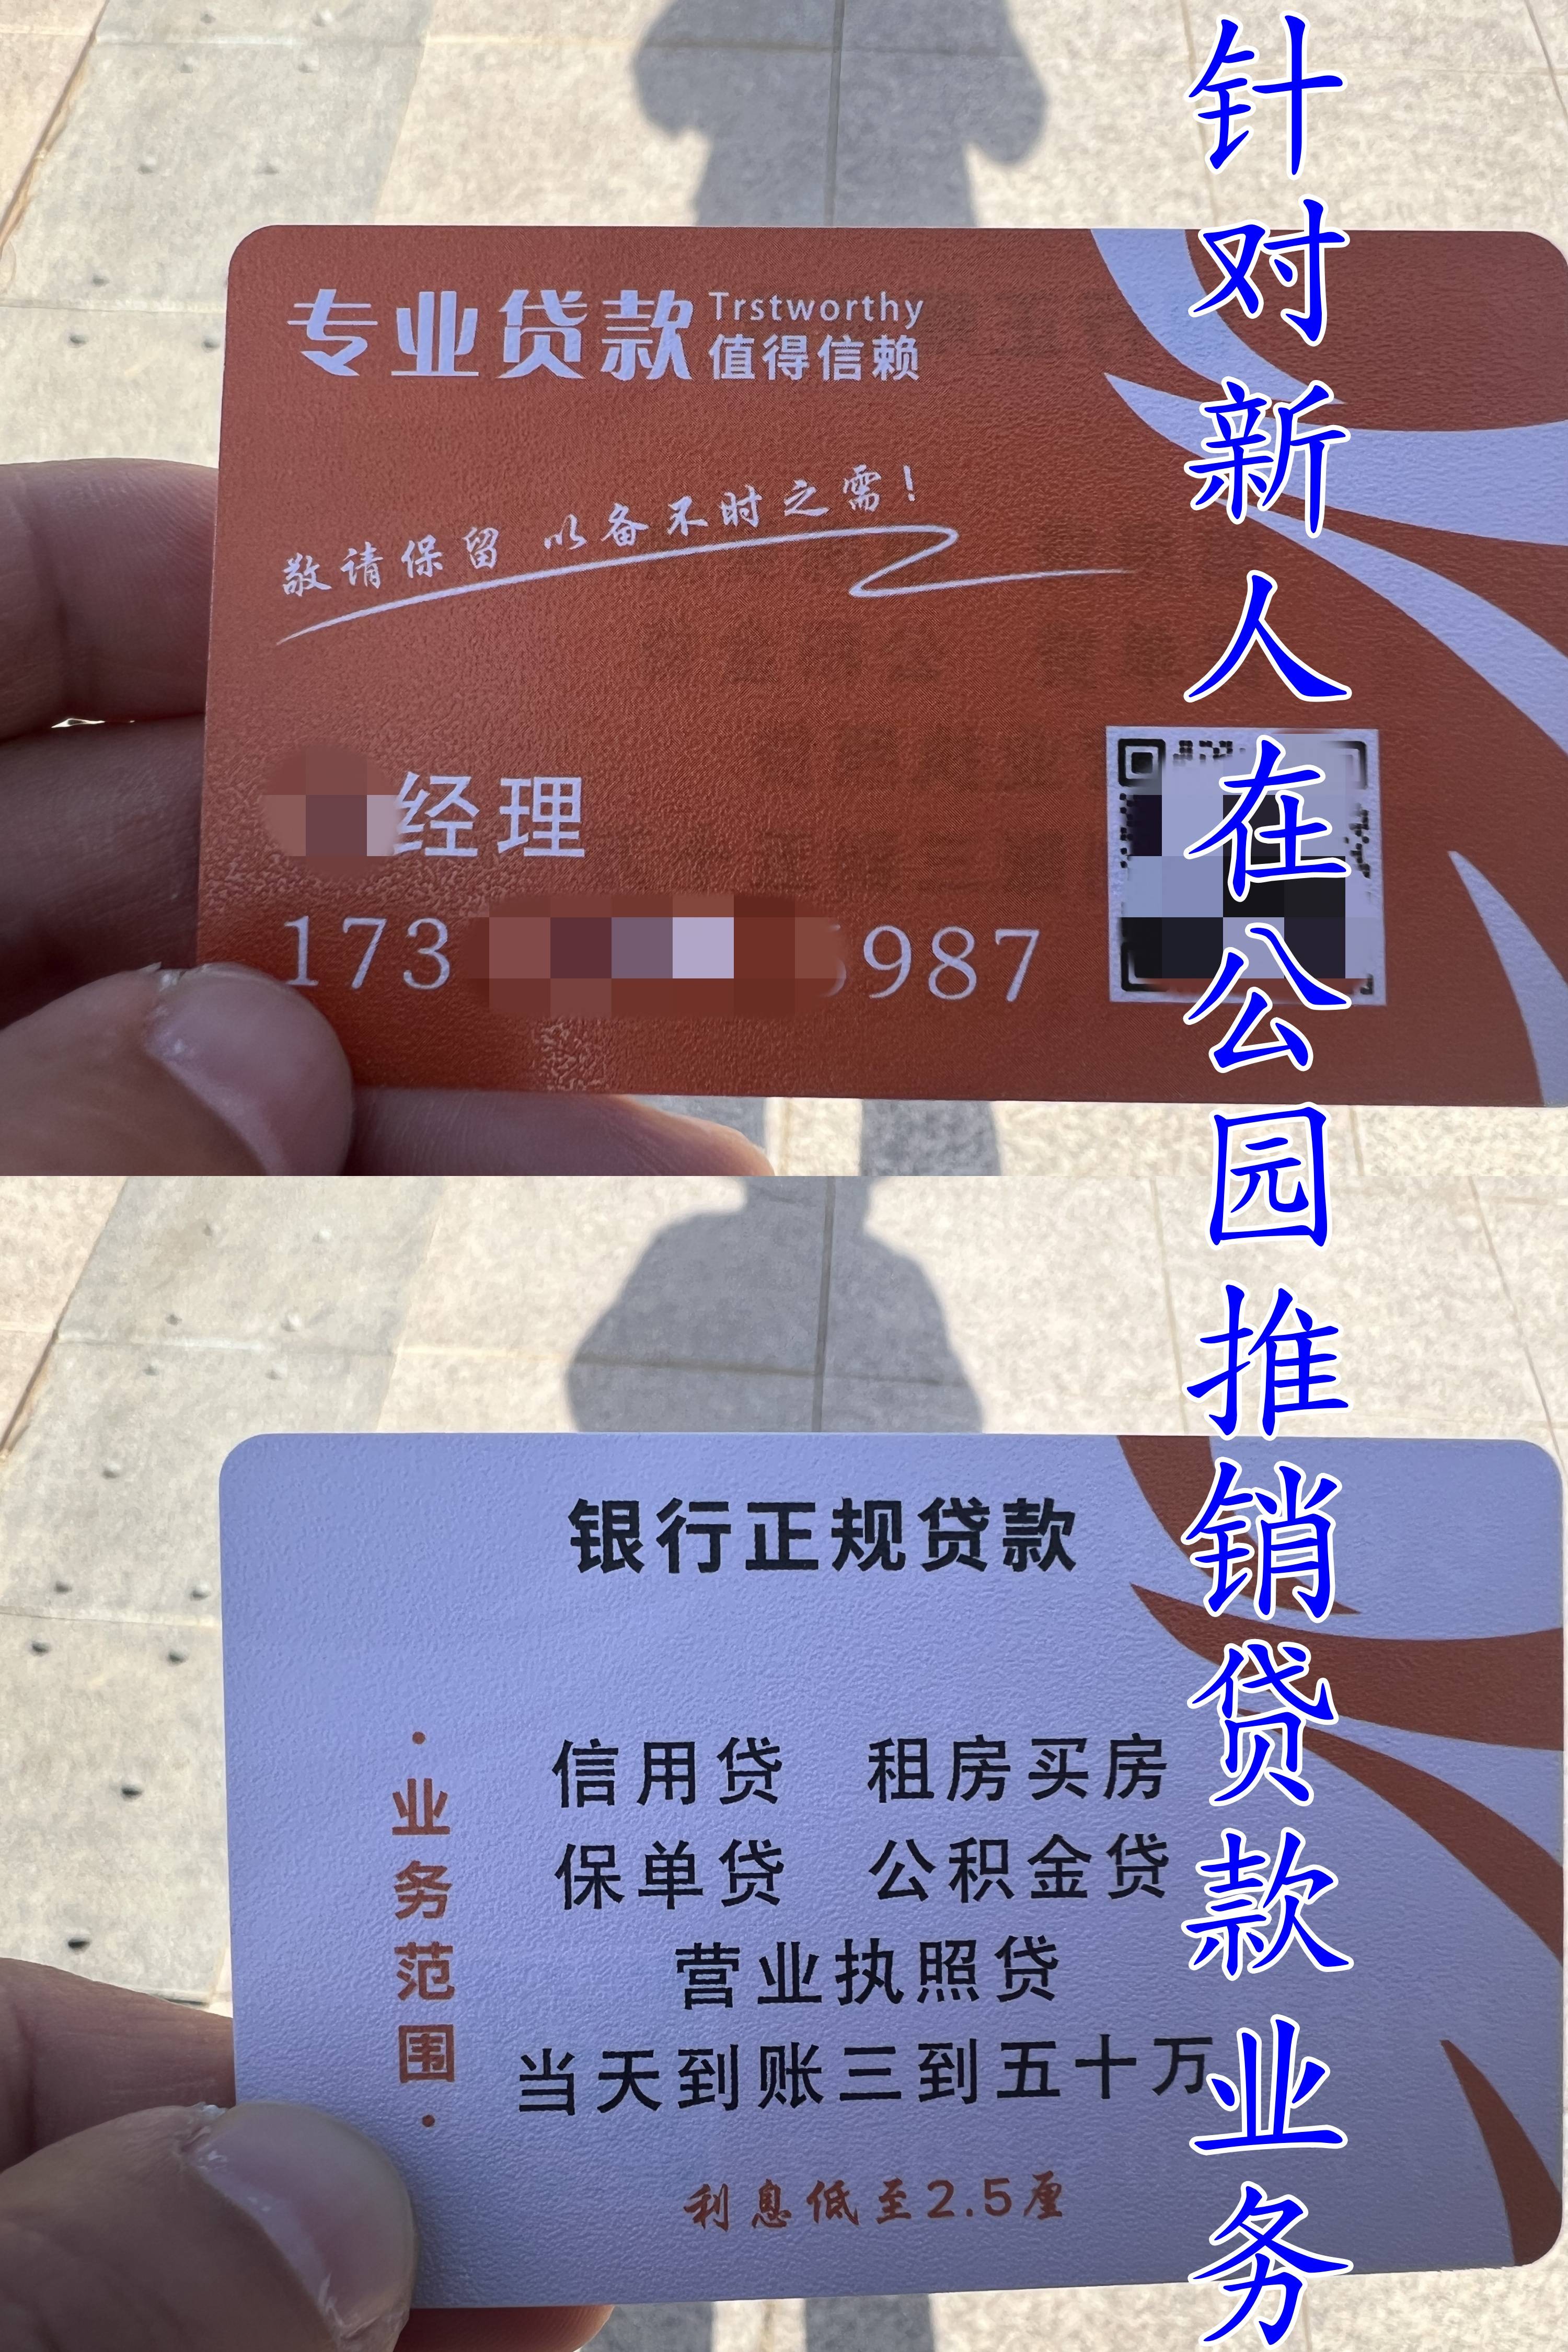 专业贷款
Trstworthy
值得信赖
敬请保留 以备不时之需！
经理
173
987
银行正规贷款
·业务范围·
信用贷 租房买房
保单贷 公积金贷
营业执照贷
当天到账三到五十万
利息低至2.5厘
针对新人在公园推销贷款业务